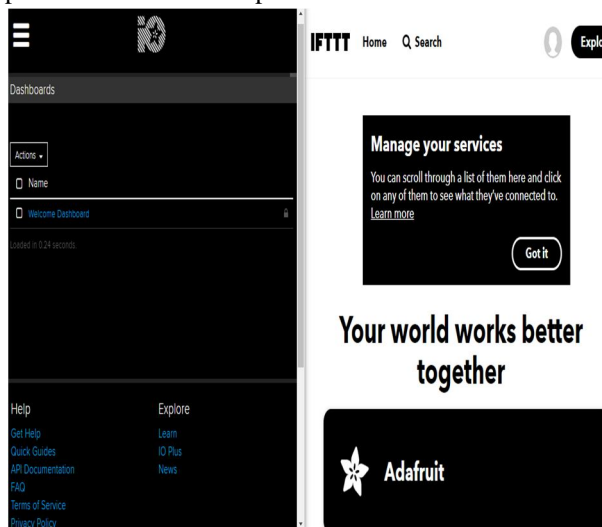 iO
Dashboards
Actions
Name
Welcome Dashboard
Loaded in 0.24 seconds.
Help
Get Help
Quick Guides
API Documentation
FAQ
Terms of Service
Privacy Policy
Explore
Learn
IO Plus
News
IFTTT Home Search Explo
Manage your services
You can scroll through a list of them here and click
on any of them to see what they've connected to.
Learn more
Got it
Your world works better
together
Adafruit